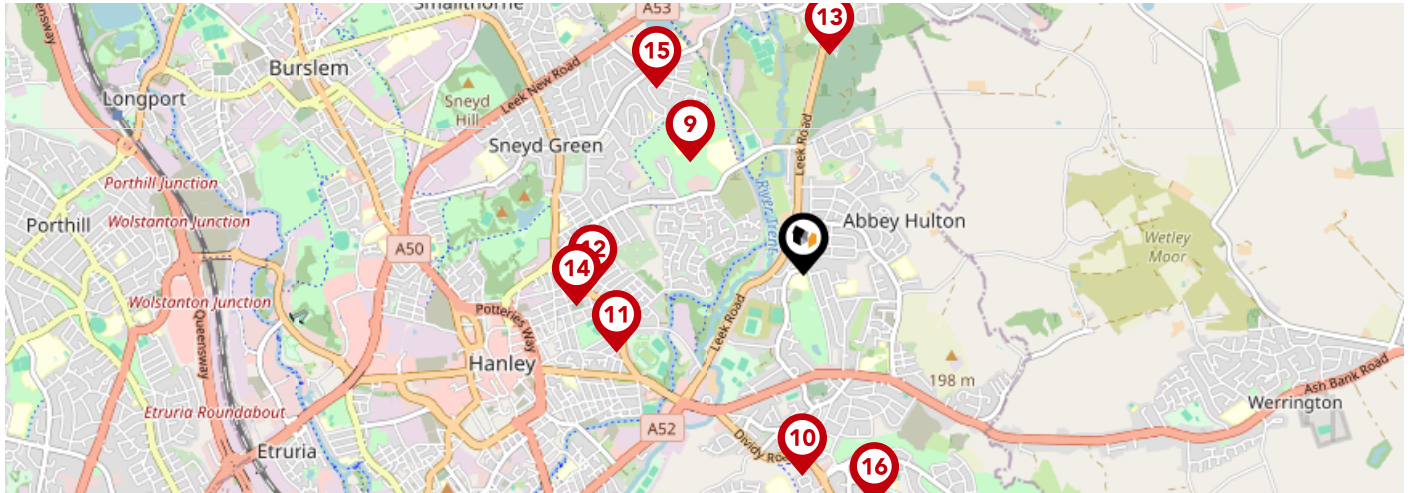 Smallthorne
A53
13
ensway
15
Burslem
Leek New Road
Longport
Sneyd
Hill
9
Leek Road
Sneyd Green
Porthill Junction
River Trent
Porthill
Wolstanton Junction
Abbey Hulton
A50
12
Wetley
Moor
14
Wolstanton Junction
Leek Road
Potteries Way
11
Queensway
Hanley
198 m
Ash Bank Road
Werrington
Etruria Roundabout
A52
10
Dividy Roa
Etruria
16